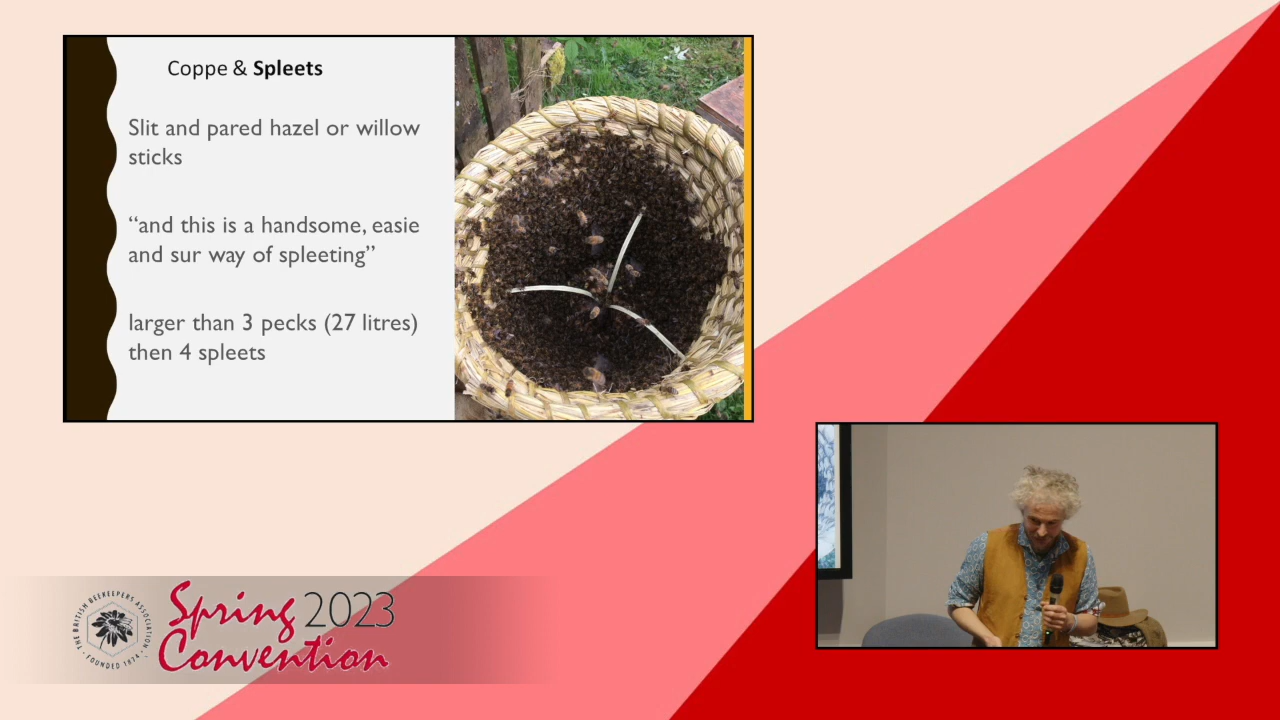 Coppe & Spleets
Slit and pared hazel or willow
sticks
“and this is a handsome, easie
and sur way of spleeting”
larger than 3 pecks (27 litres)
then 4 spleets
THE BRITISH BEEKEEPERS ASSOCIATION
· FOUNDED 1874 ·
Spring 2023
Convention